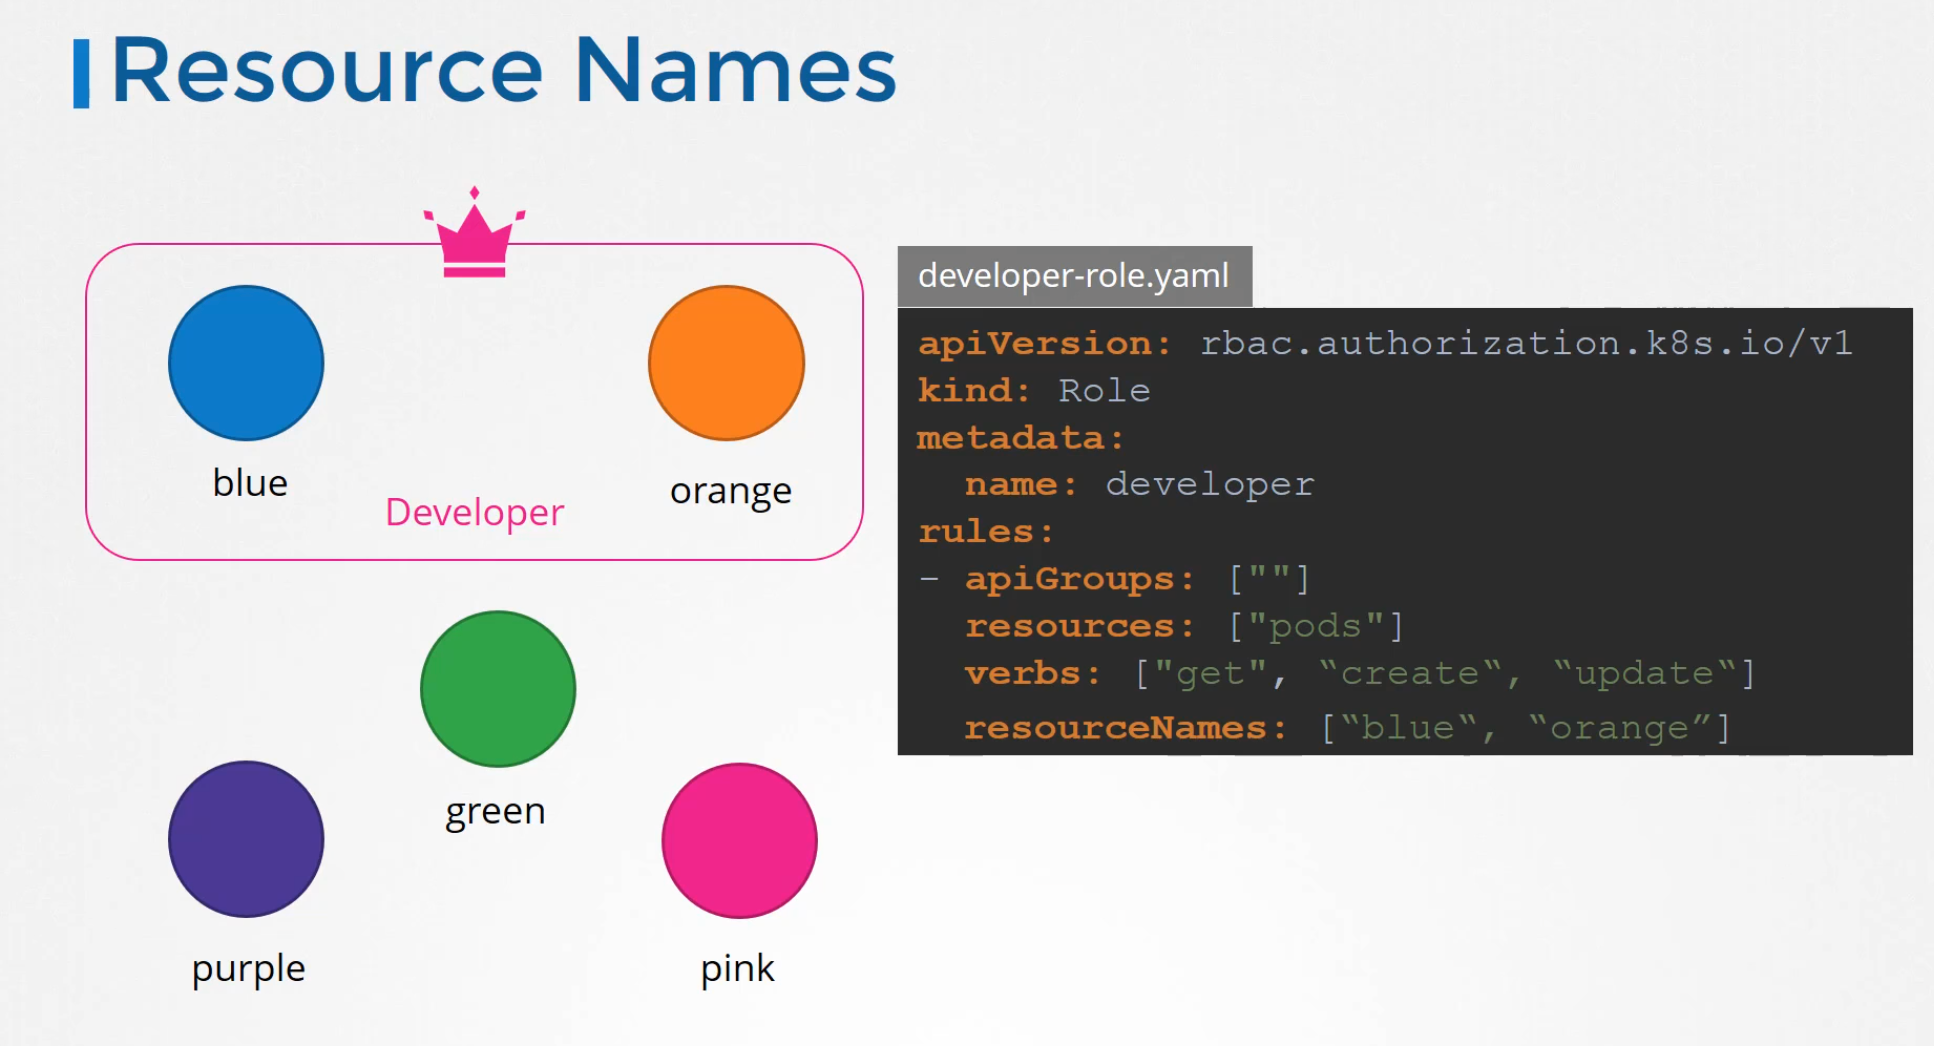 Resource Names
blue
orange
Developer
green
purple
pink
developer-role.yaml
apiVersion: rbac.authorization.k8s.io/v1
kind: Role
metadata:
  name: developer
rules:
- apiGroups: [""]
  resources: ["pods"]
  verbs: ["get", “create“, “update“]
  resourceNames: [“blue“, “orange”]